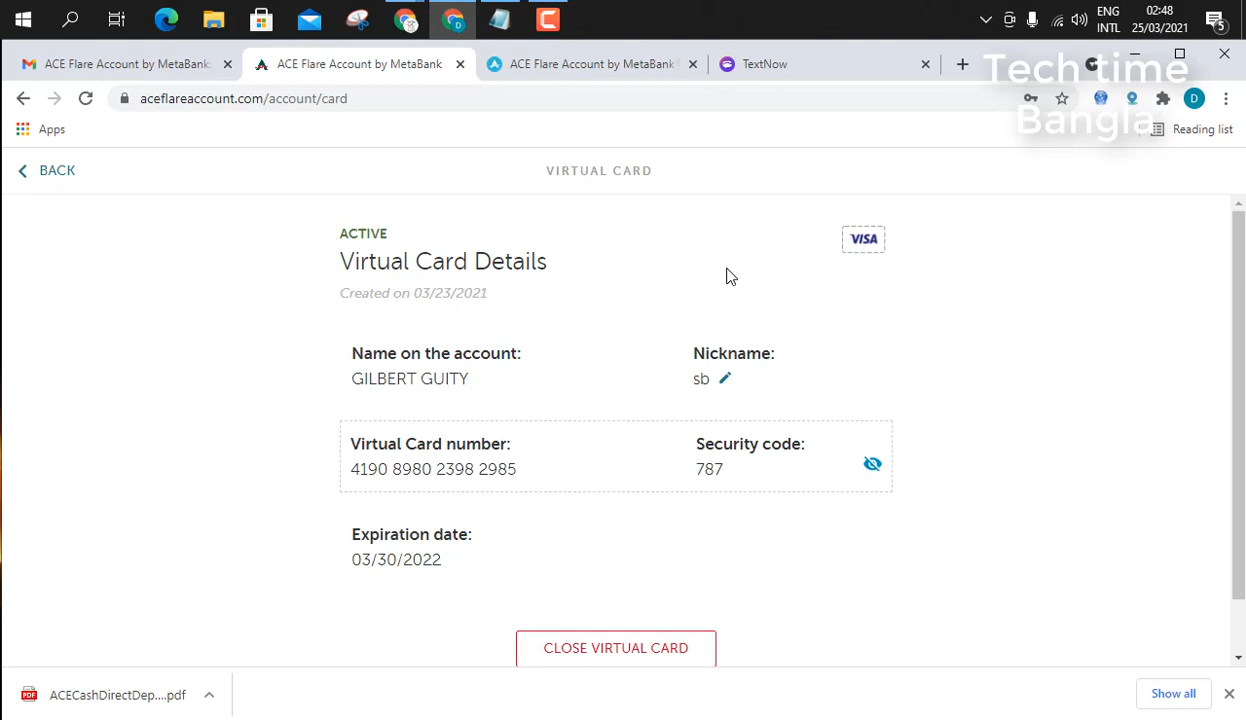 ENG
INTL
02:48
25/03/2021
5
ACE Flare Account by MetaBank
ACE Flare Account by MetaBank
ACE Flare Account by MetaBank
TextNow
Tech time
Bangla
aceflareaccount.com/account/card
D
Apps
Reading list
BACK
VIRTUAL CARD
ACTIVE
VISA
Virtual Card Details
Created on 03/23/2021
Name on the account:
Nickname:
GILBERT GUITY
sb
Virtual Card number:
Security code:
4190 8980 2398 2985
787
Expiration date:
03/30/2022
CLOSE VIRTUAL CARD
PDF
ACECashDirectDep....pdf
Show all